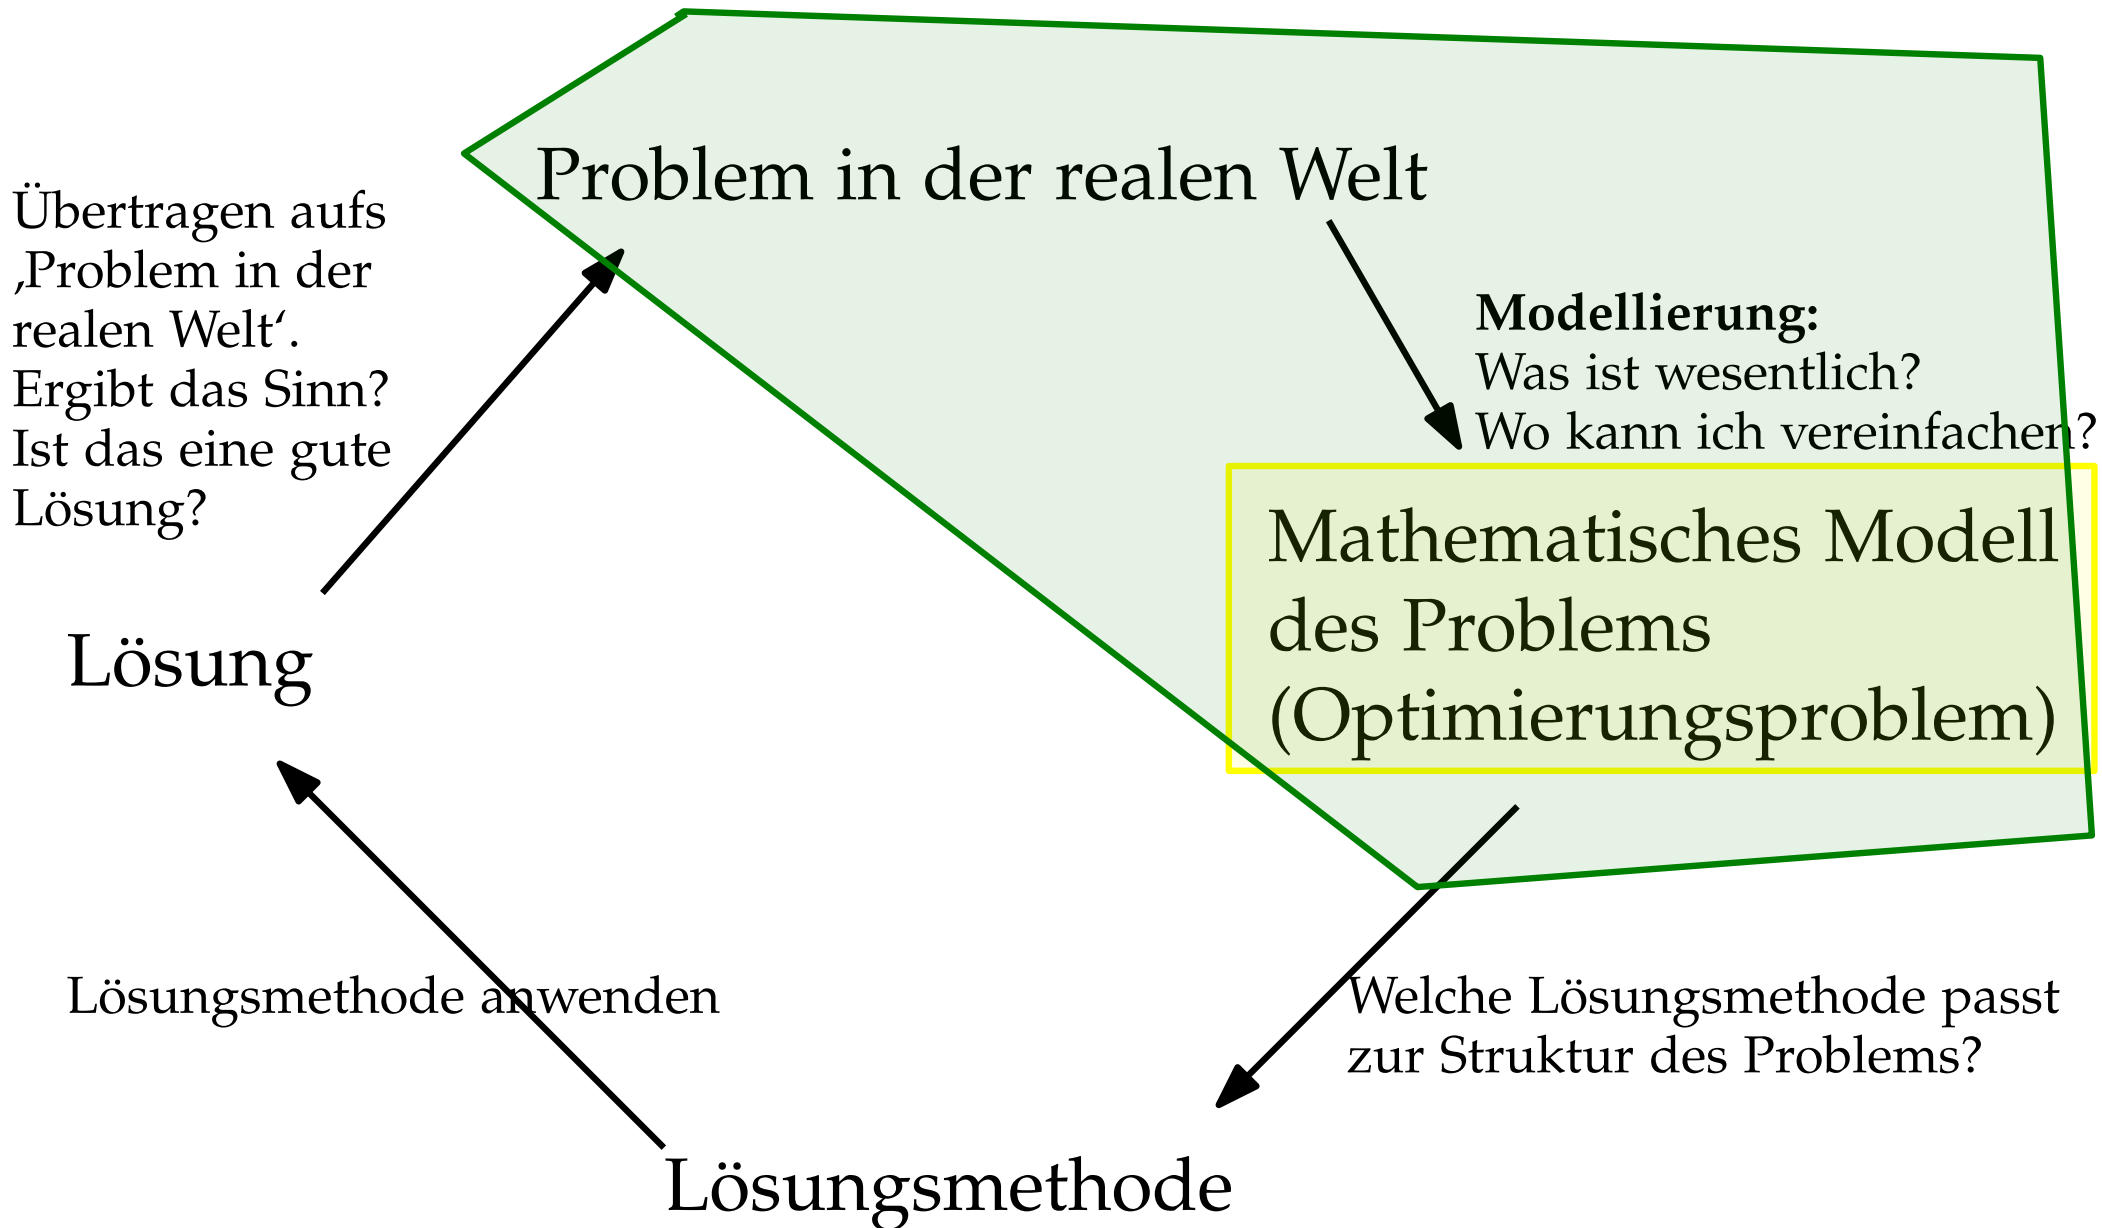 Problem in der realen Welt
Übertragen aufs
‚Problem in der
realen Welt‘.
Ergibt das Sinn?
Ist das eine gute
Lösung?
Modellierung:
Was ist wesentlich?
Wo kann ich vereinfachen?
Mathematisches Modell
des Problems
(Optimierungsproblem)
Lösung
Lösungsmethode anwenden
Welche Lösungsmethode passt
zur Struktur des Problems?
Lösungsmethode